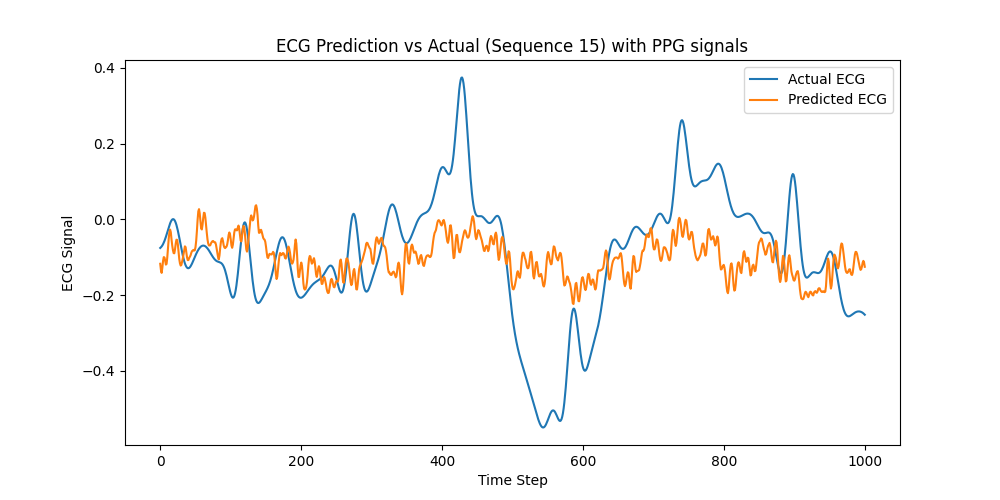 ECG Prediction vs Actual (Sequence 15) with PPG signals
Actual ECG
Predicted ECG
0.4
0.2
0.0
−0.2
−0.4
ECG Signal
0 200 400 600 800 1000
Time Step